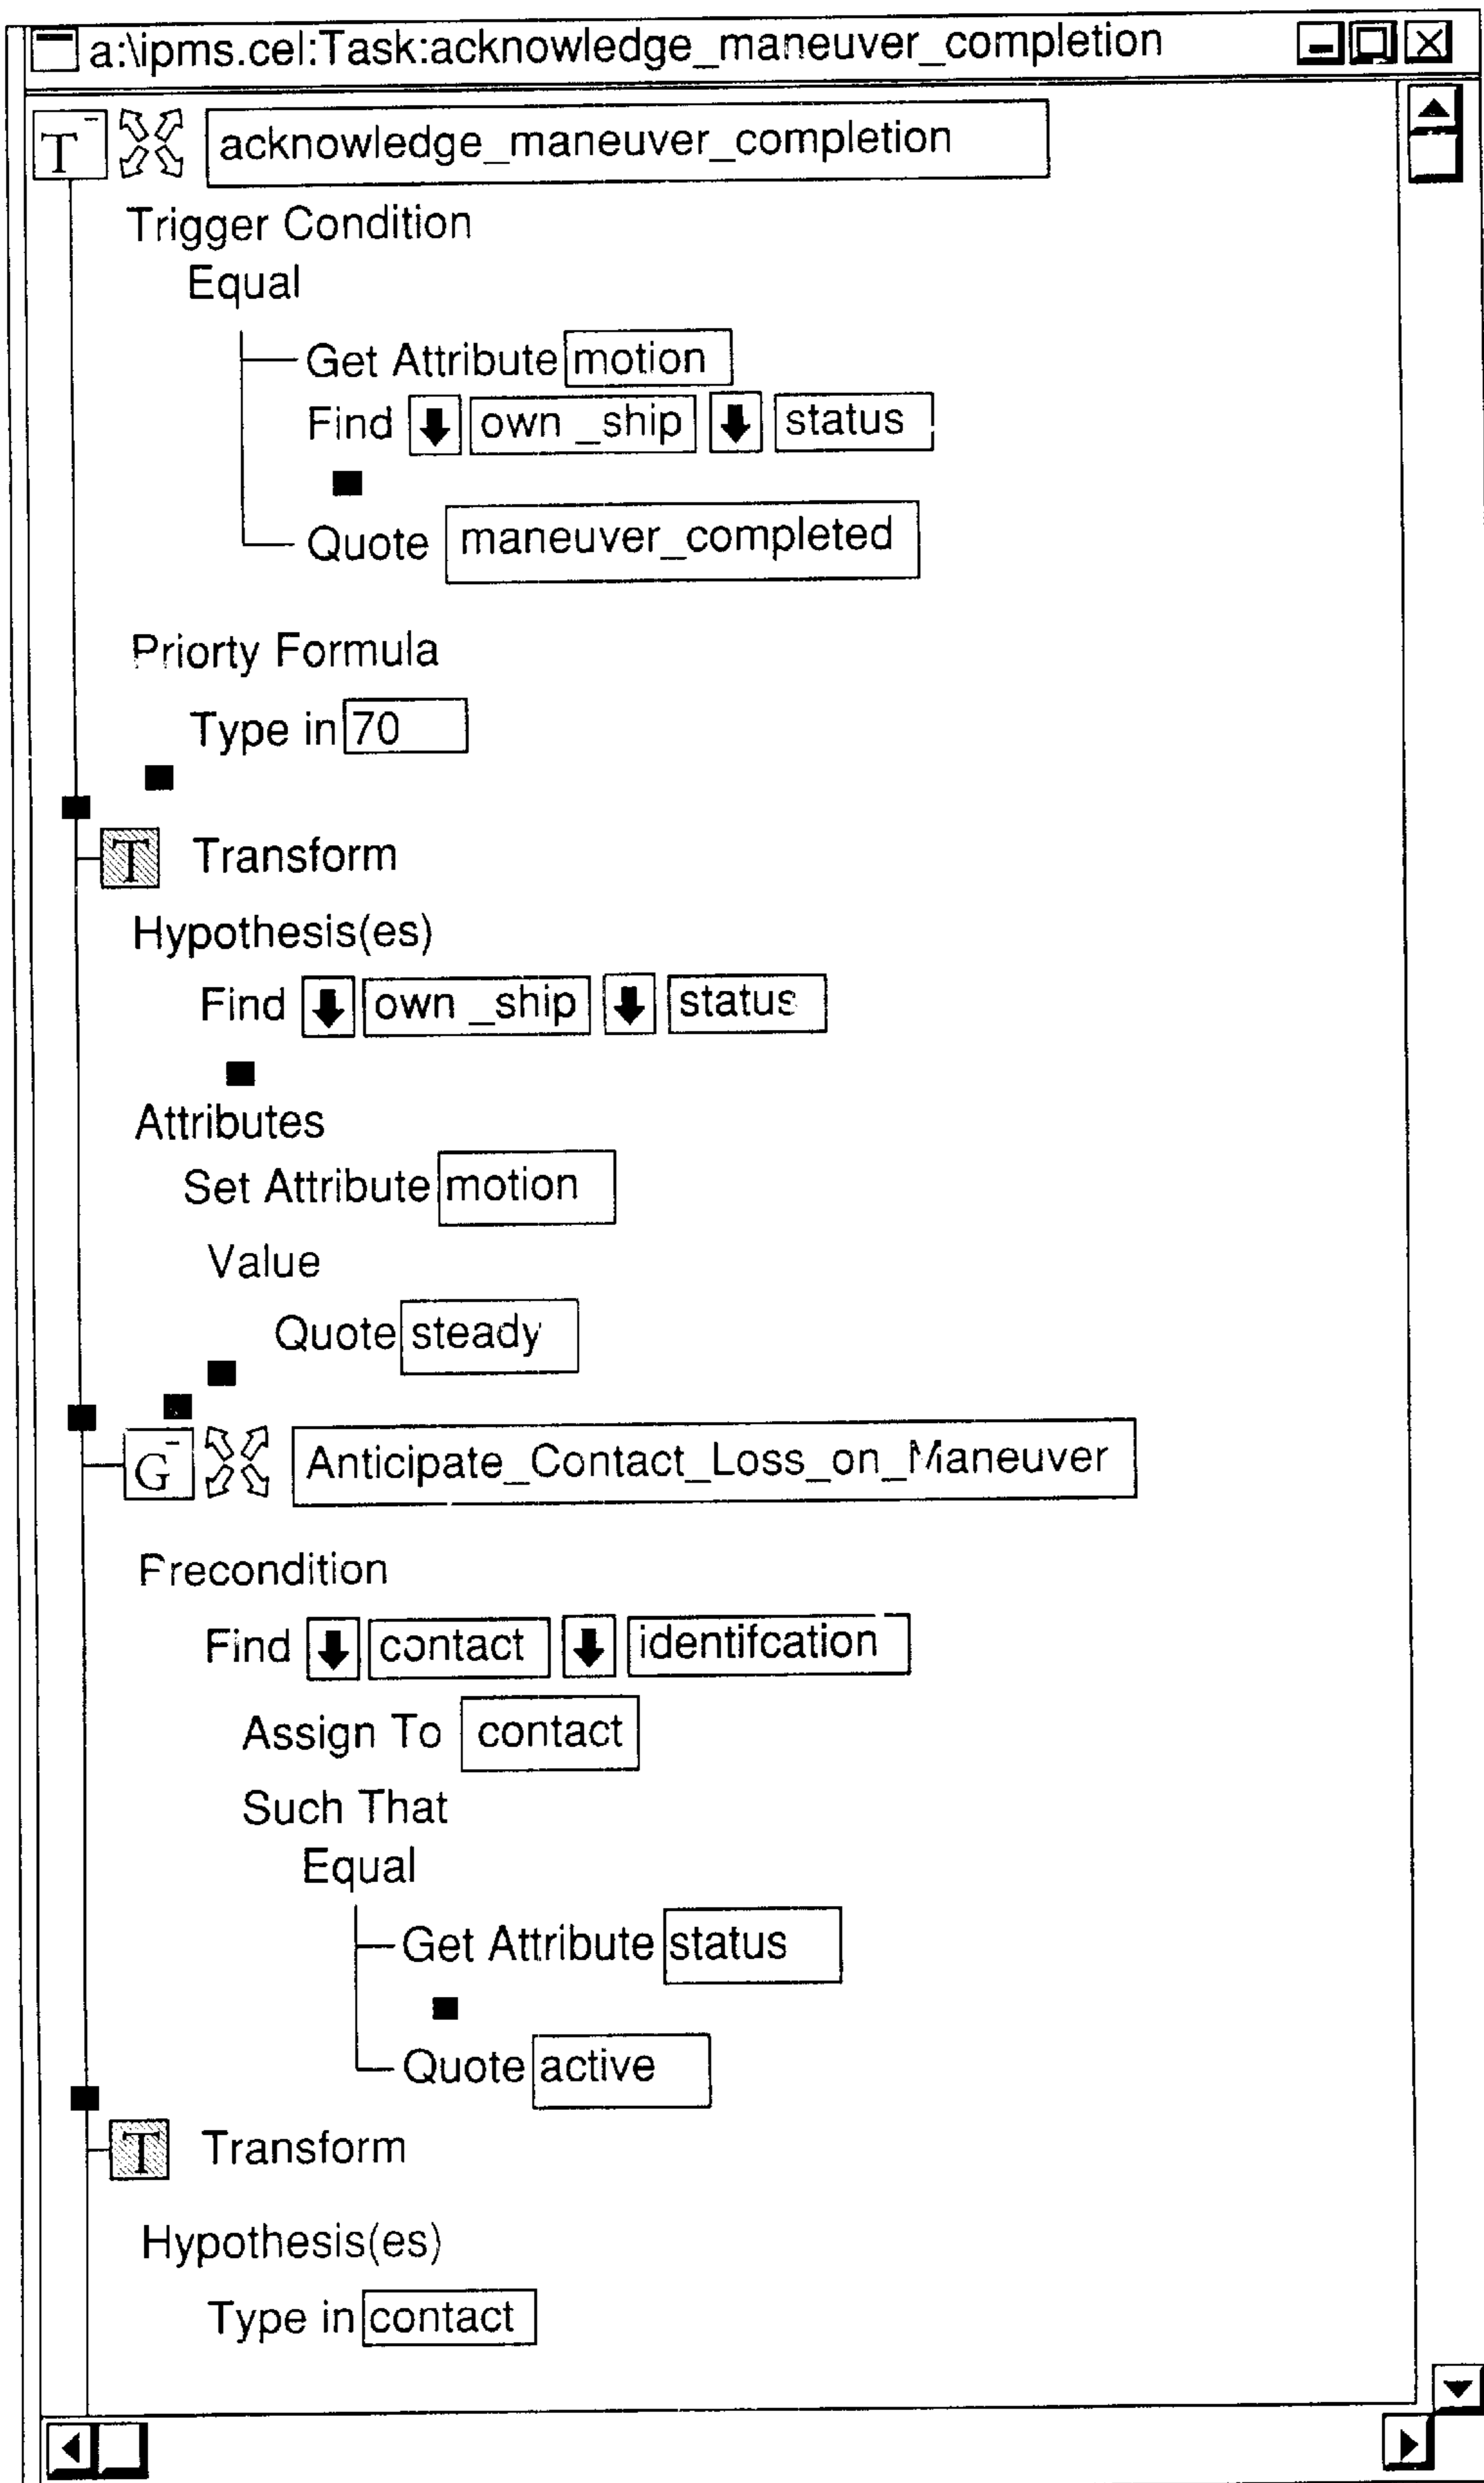 a:\ipms.cel:Task:acknowledge_maneuver_completion
T acknowledge_maneuver_completion
Trigger Condition
Equal
Get Attribute motion
Find own _ship status
Quote maneuver_completed
Priorty Formula
Type in 70
T Transform
Hypothesis(es)
Find own _ship status
Attributes
Set Attribute motion
Value
Quote steady
G Anticipate_Contact_Loss_on_Maneuver
Precondition
Find contact identifcation
Assign To contact
Such That
Equal
Get Attribute status
Quote active
T Transform
Hypothesis(es)
Type in contact